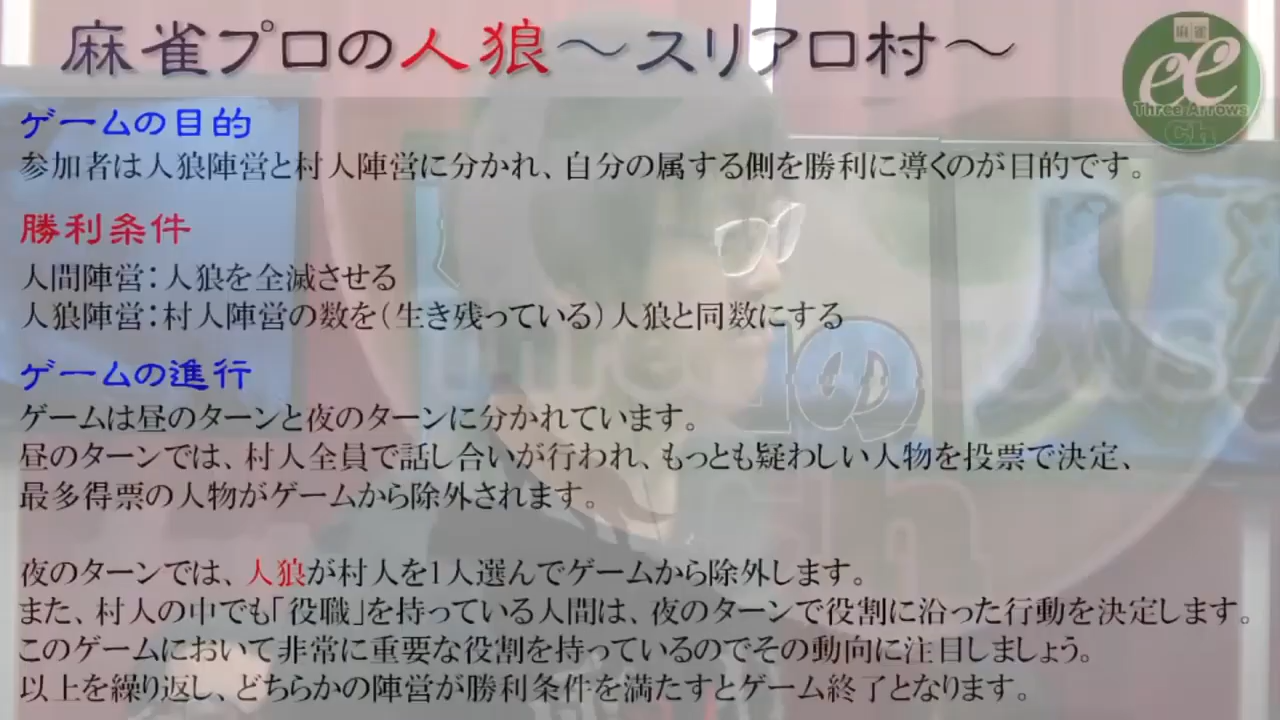 麻雀プロの人狼～スリアロ村～
麻雀
Three Arrows
Ch
ゲームの目的
参加者は人狼陣営と村人陣営に分かれ、自分の属する側を勝利に導くのが目的です。
勝利条件
人間陣営：人狼を全滅させる
人狼陣営：村人陣営の数を（生き残っている）人狼と同数にする
ゲームの進行
ゲームは昼のターンと夜のターンに分かれています。
昼のターンでは、村人全員で話し合いが行われ、もっとも疑わしい人物を投票で決定、
最多得票の人物がゲームから除外されます。
夜のターンでは、人狼が村人を1人選んでゲームから除外します。
また、村人の中でも「役職」を持っている人間は、夜のターンで役割に沿った行動を決定します。
このゲームにおいて非常に重要な役割を持っているのでその動向に注目しましょう。
以上を繰り返し、どちらかの陣営が勝利条件を満たすとゲーム終了となります。